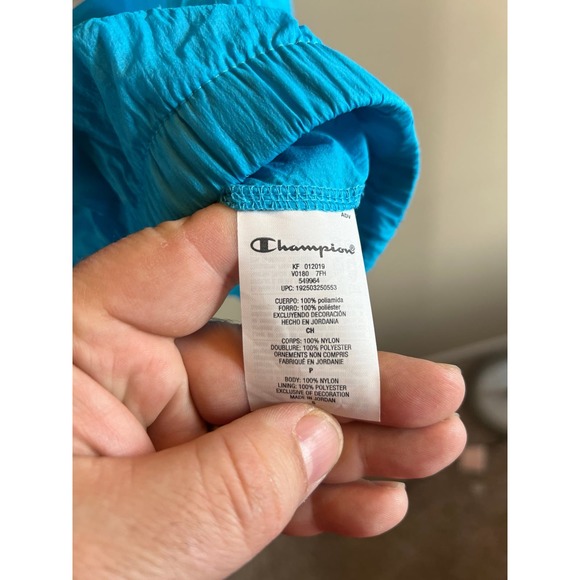 Champion®
KF 012019
V0180 7FH
549964
UPC: 192503250553
CUERPO: 100% poliamida
FORRO: 100% poliéster
EXCLUYENDO DECORACIÓN
HECHO EN JORDANIA
CH
CORPS: 100% NYLON
DOUBLURE: 100% POLYESTER
ORNEMENTS NON COMPRIS
FABRIQUÉ EN JORDANIE
P
BODY: 100% NYLON
LINING: 100% POLYESTER
EXCLUSIVE OF DECORATION
MADE IN JORDAN
S